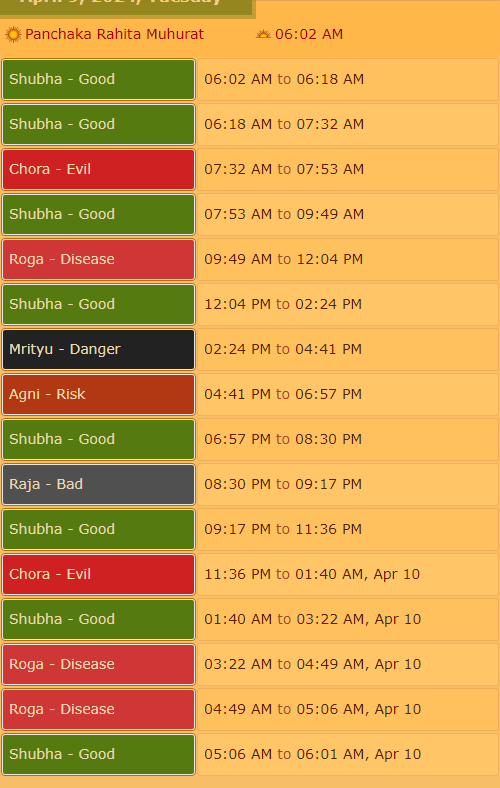 April 9, 2024, Tuesday
Panchaka Rahita Muhurat 06:02 AM
Shubha - Good 06:02 AM to 06:18 AM
Shubha - Good 06:18 AM to 07:32 AM
Chora - Evil 07:32 AM to 07:53 AM
Shubha - Good 07:53 AM to 09:49 AM
Roga - Disease 09:49 AM to 12:04 PM
Shubha - Good 12:04 PM to 02:24 PM
Mrityu - Danger 02:24 PM to 04:41 PM
Agni - Risk 04:41 PM to 06:57 PM
Shubha - Good 06:57 PM to 08:30 PM
Raja - Bad 08:30 PM to 09:17 PM
Shubha - Good 09:17 PM to 11:36 PM
Chora - Evil 11:36 PM to 01:40 AM, Apr 10
Shubha - Good 01:40 AM to 03:22 AM, Apr 10
Roga - Disease 03:22 AM to 04:49 AM, Apr 10
Roga - Disease 04:49 AM to 05:06 AM, Apr 10
Shubha - Good 05:06 AM to 06:01 AM, Apr 10